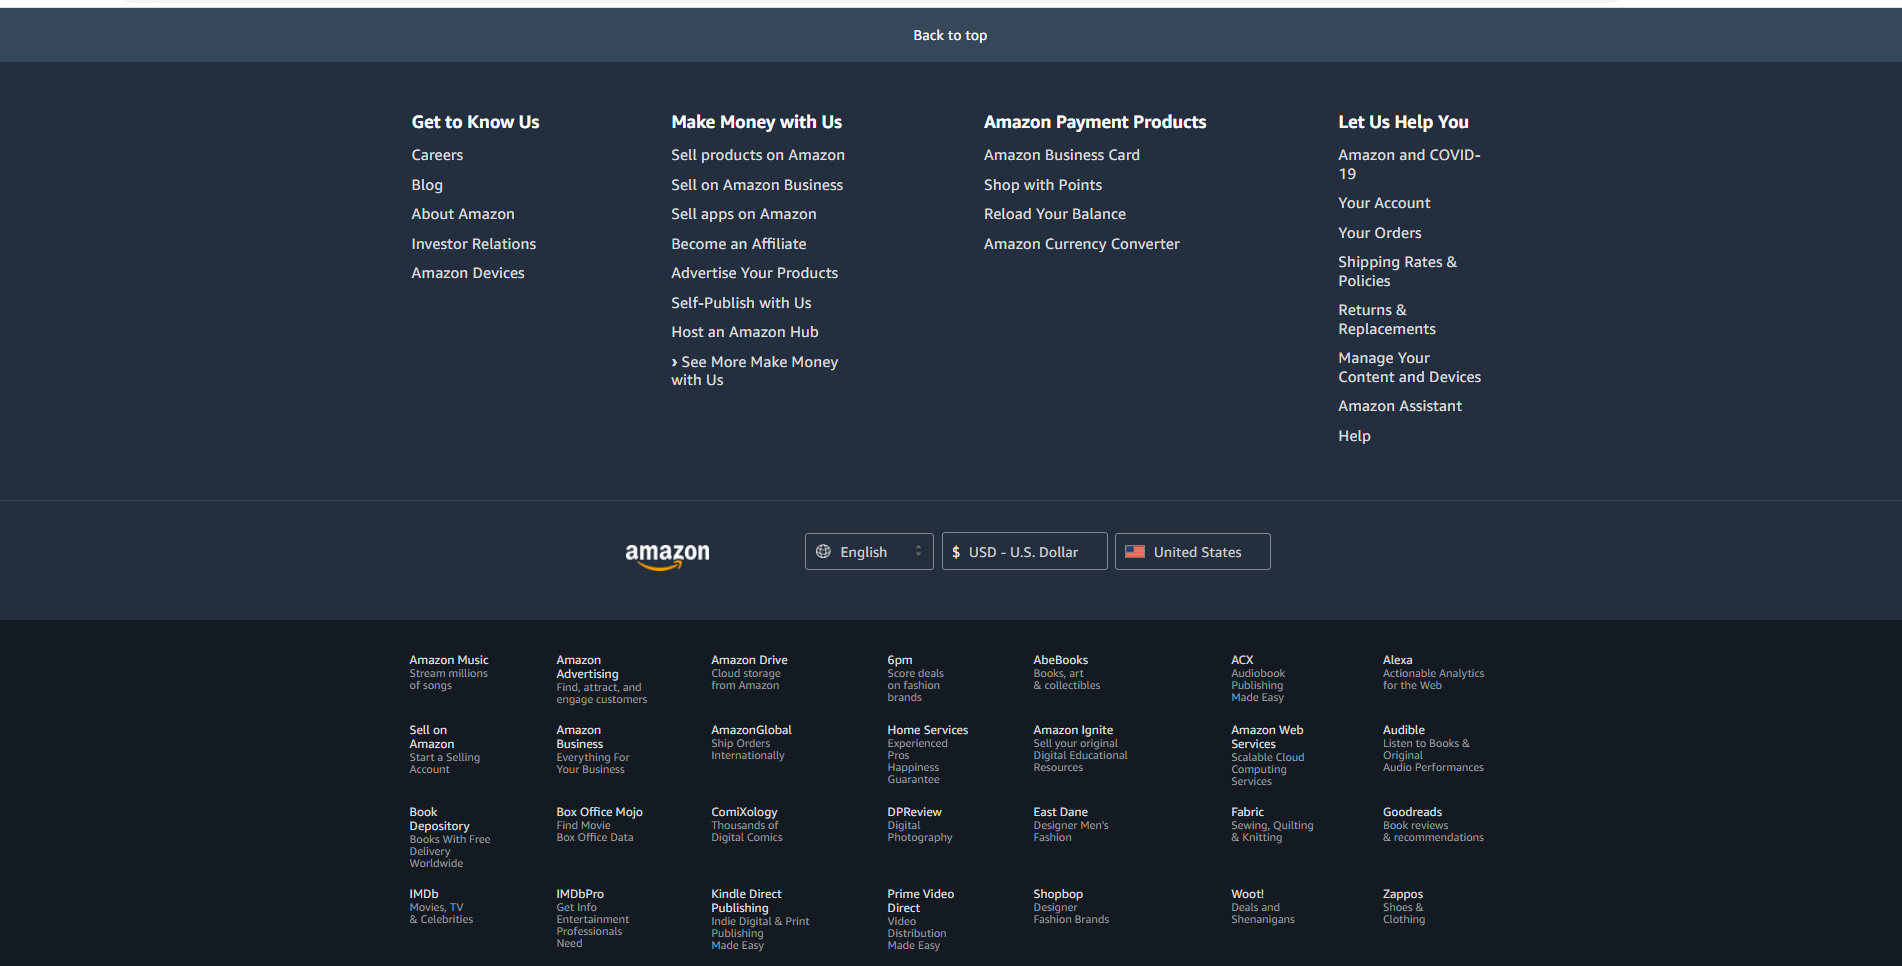 Back to top
Get to Know Us
Careers
Blog
About Amazon
Investor Relations
Amazon Devices
Make Money with Us
Sell products on Amazon
Sell on Amazon Business
Sell apps on Amazon
Become an Affiliate
Advertise Your Products
Self-Publish with Us
Host an Amazon Hub
› See More Make Money
with Us
Amazon Payment Products
Amazon Business Card
Shop with Points
Reload Your Balance
Amazon Currency Converter
Let Us Help You
Amazon and COVID-
19
Your Account
Your Orders
Shipping Rates &
Policies
Returns &
Replacements
Manage Your
Content and Devices
Amazon Assistant
Help
amazon
English
$ USD - U.S. Dollar
United States
Amazon Music
Stream millions
of songs
Amazon
Advertising
Find, attract, and
engage customers
Amazon Drive
Cloud storage
from Amazon
6pm
Score deals
on fashion
brands
AbeBooks
Books, art
& collectibles
ACX
Audiobook
Publishing
Made Easy
Alexa
Actionable Analytics
for the Web
Sell on
Amazon
Start a Selling
Account
Amazon
Business
Everything For
Your Business
AmazonGlobal
Ship Orders
Internationally
Home Services
Experienced
Pros
Happiness
Guarantee
Amazon Ignite
Sell your original
Digital Educational
Resources
Amazon Web
Services
Scalable Cloud
Computing
Services
Audible
Listen to Books &
Original
Audio Performances
Book
Depository
Books With Free
Delivery
Worldwide
Box Office Mojo
Find Movie
Box Office Data
ComiXology
Thousands of
Digital Comics
DPReview
Digital
Photography
East Dane
Designer Men's
Fashion
Fabric
Sewing, Quilting
& Knitting
Goodreads
Book reviews
& recommendations
IMDb
Movies, TV
& Celebrities
IMDbPro
Get Info
Entertainment
Professionals
Need
Kindle Direct
Publishing
Indie Digital & Print
Publishing
Made Easy
Prime Video
Direct
Video
Distribution
Made Easy
Shopbop
Designer
Fashion Brands
Woot!
Deals and
Shenanigans
Zappos
Shoes &
Clothing